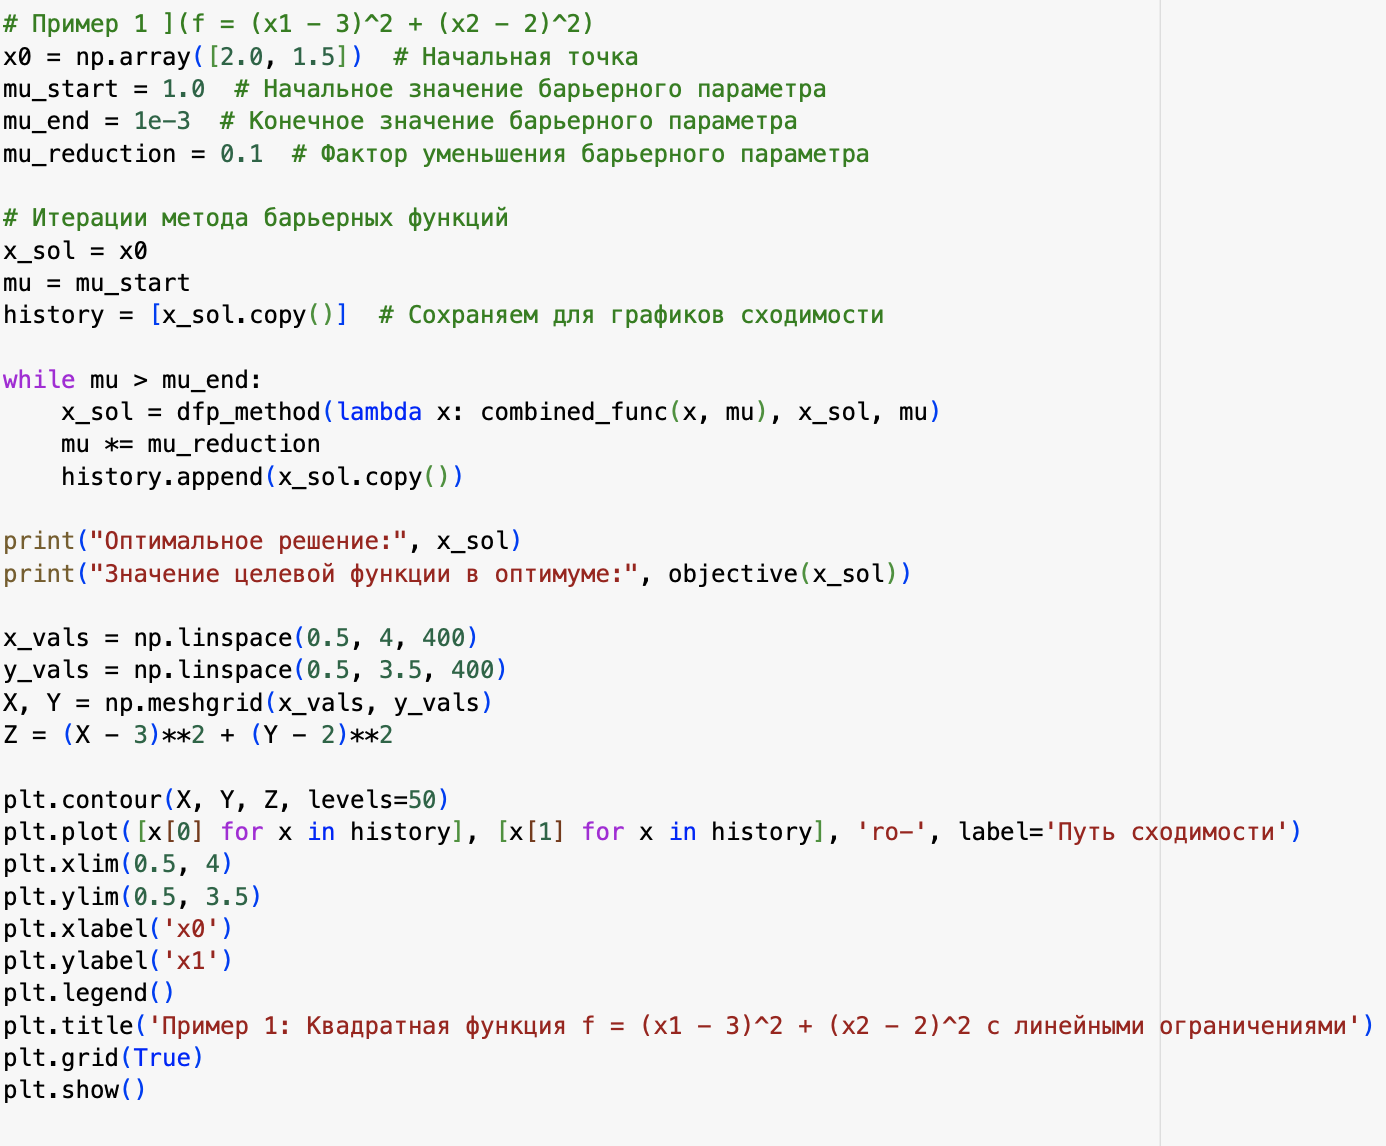 # Пример 1 ](f = (x1 − 3)^2 + (x2 − 2)^2)
x0 = np.array([2.0, 1.5])  # Начальная точка
mu_start = 1.0  # Начальное значение барьерного параметра
mu_end = 1e−3  # Конечное значение барьерного параметра
mu_reduction = 0.1  # Фактор уменьшения барьерного параметра

# Итерации метода барьерных функций
x_sol = x0
mu = mu_start
history = [x_sol.copy()]  # Сохраняем для графиков сходимости

while mu > mu_end:
    x_sol = dfp_method(lambda x: combined_func(x, mu), x_sol, mu)
    mu *= mu_reduction
    history.append(x_sol.copy())

print("Оптимальное решение:", x_sol)
print("Значение целевой функции в оптимуме:", objective(x_sol))

x_vals = np.linspace(0.5, 4, 400)
y_vals = np.linspace(0.5, 3.5, 400)
X, Y = np.meshgrid(x_vals, y_vals)
Z = (X − 3)**2 + (Y − 2)**2

plt.contour(X, Y, Z, levels=50)
plt.plot([x[0] for x in history], [x[1] for x in history], 'ro−', label='Путь сходимости')
plt.xlim(0.5, 4)
plt.ylim(0.5, 3.5)
plt.xlabel('x0')
plt.ylabel('x1')
plt.legend()
plt.title('Пример 1: Квадратная функция f = (x1 − 3)^2 + (x2 − 2)^2 с линейными ограничениями')
plt.grid(True)
plt.show()